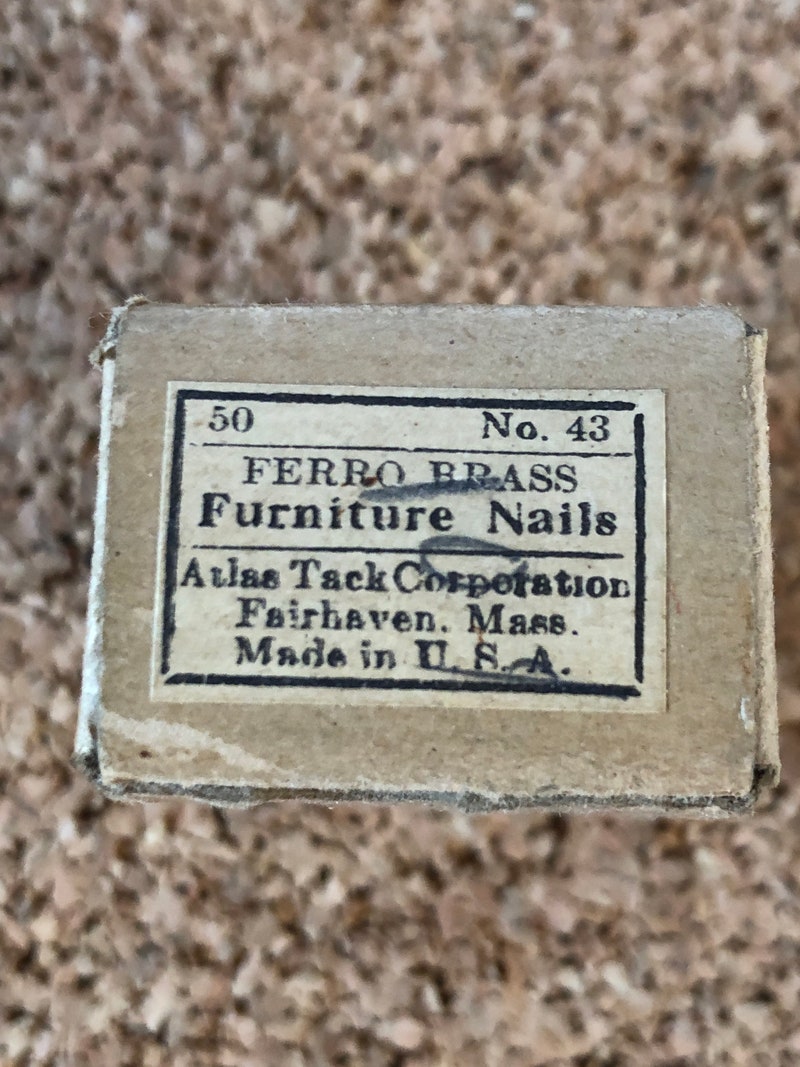 50 No. 43
FERRO BRASS
Furniture Nails
Atlas Tack Corporation
Fairhaven. Mass.
Made in U. S. A.